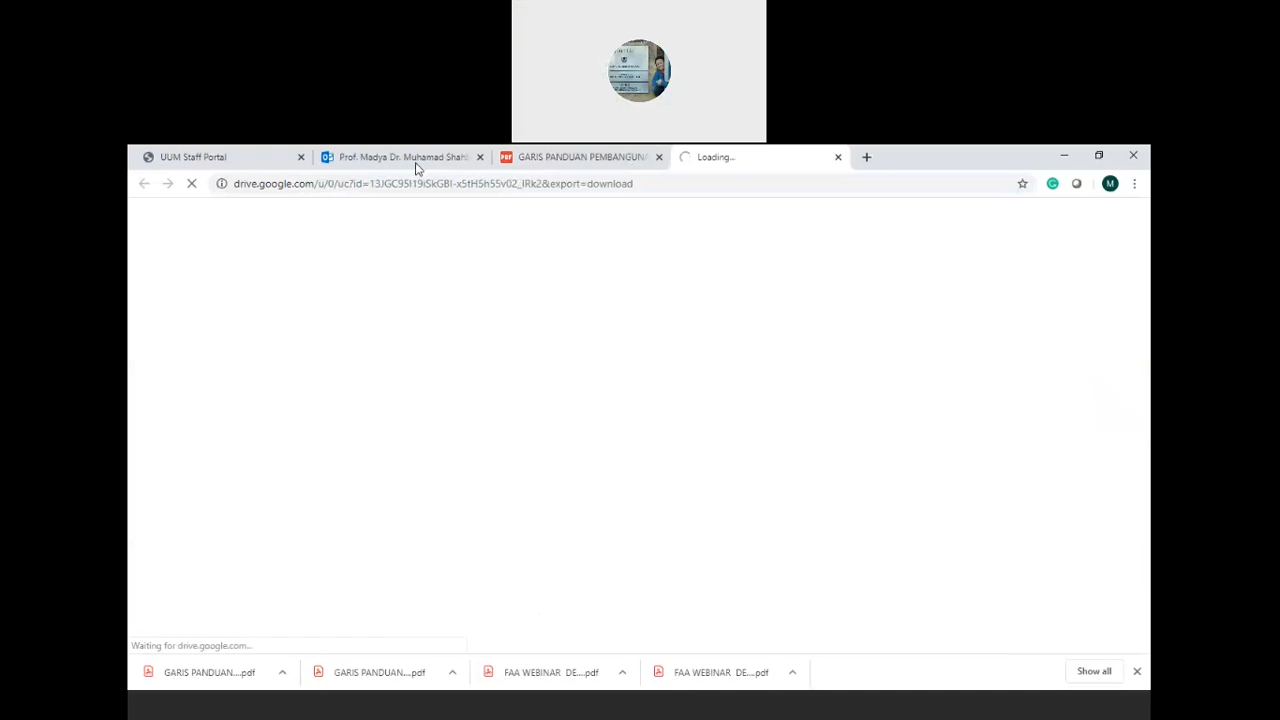 UUM Staff Portal
Prof. Madya Dr. Muhamad Shahb
GARIS PANDUAN PEMBANGUNA
Loading...
drive.google.com/u/0/uc?id=13JGC95I19iSkGBI-x5tH5h55v02_IRk2&export=download
M
Waiting for drive.google.com...
GARIS PANDUAN....pdf
GARIS PANDUAN....pdf
FAA WEBINAR DE....pdf
FAA WEBINAR DE....pdf
Show all